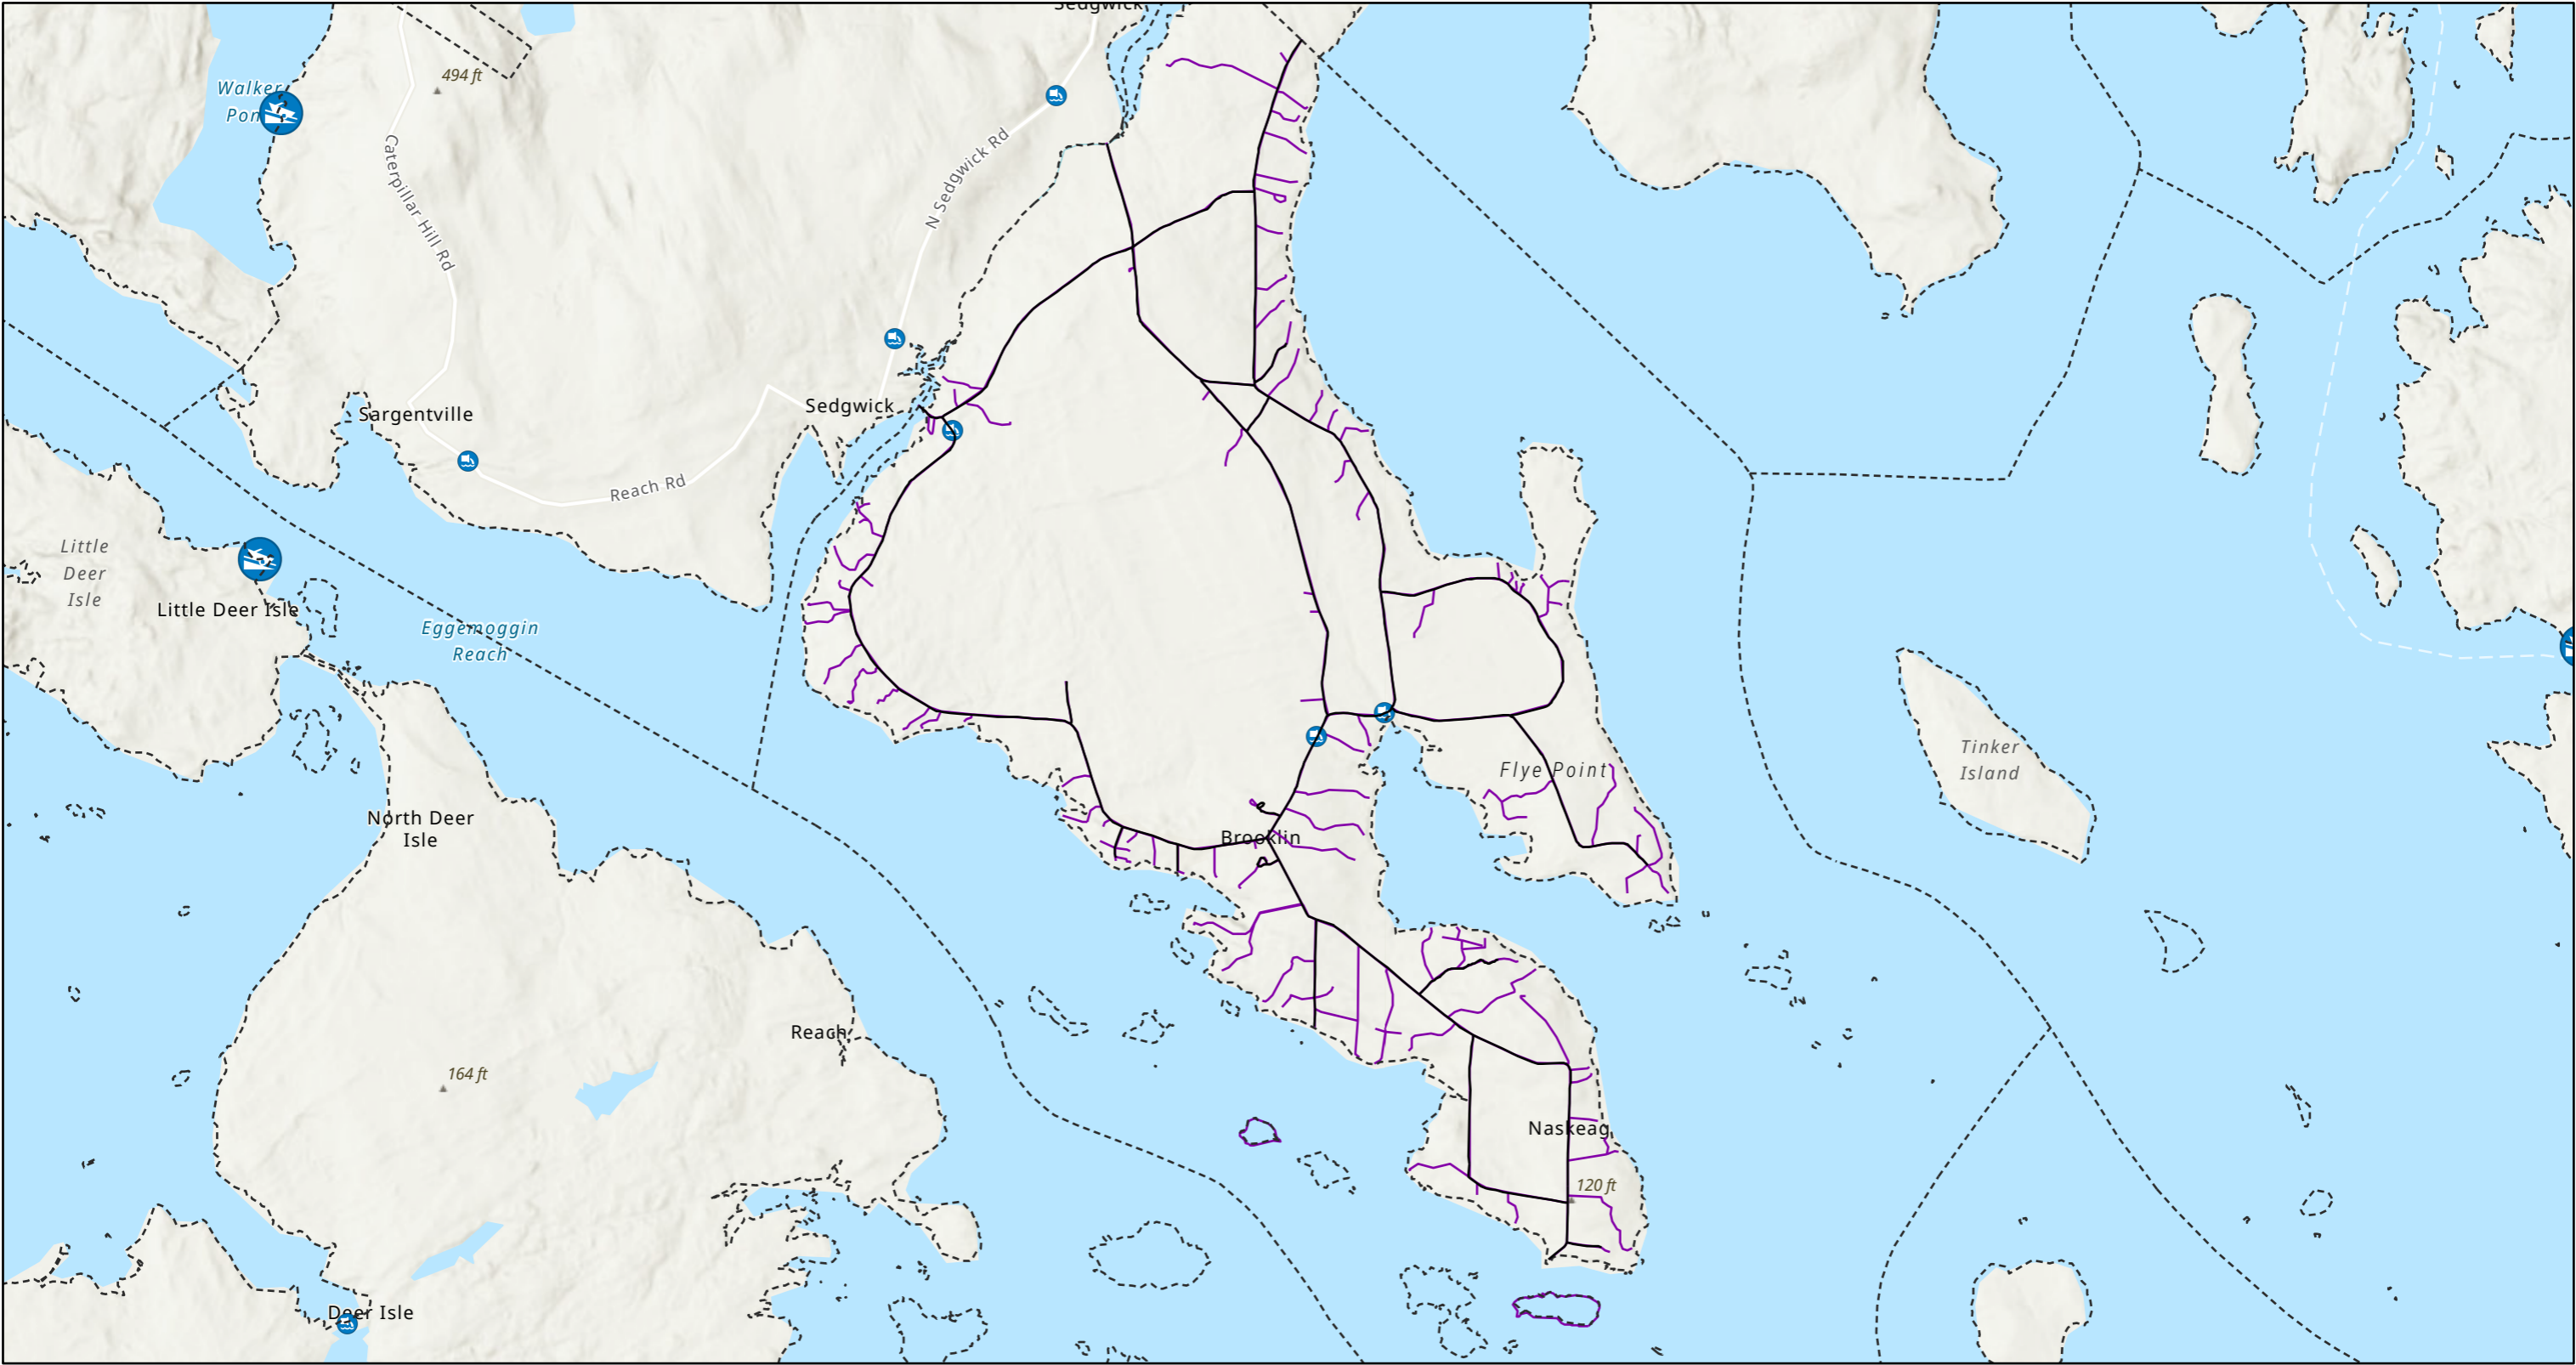 Sedgwick
494 ft
Walker
Pon
Caterpillar Hill Rd
N Sedgwick Rd
Sedgwick
Sargentville
Reach Rd
Little
Deer
Isle
Little Deer Isle
Eggemoggin
Reach
Tinker
Island
Flye Point
North Deer
Isle
Brooklin
Reach
164 ft
Naskeag
120 ft
Deer Isle